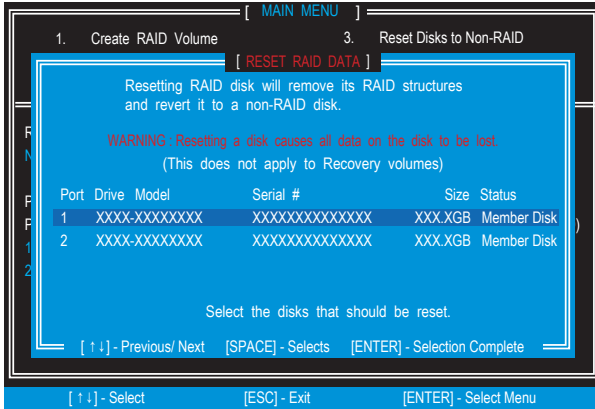 [ MAIN MENU ]
1. Create RAID Volume 3. Reset Disks to Non-RAID
[ RESET RAID DATA ]
Resetting RAID disk will remove its RAID structures
and revert it to a non-RAID disk.
WARNING : Resetting a disk causes all data on the disk to be lost.
(This does not apply to Recovery volumes)
Port Drive Model Serial # Size Status
1 XXXX-XXXXXXXX XXXXXXXXXXXXXX XXX.XGB Member Disk
2 XXXX-XXXXXXXX XXXXXXXXXXXXXX XXX.XGB Member Disk
Select the disks that should be reset.
[ ↑↓] - Previous/ Next [SPACE] - Selects [ENTER] - Selection Complete
[ ↑↓] - Select [ESC] - Exit [ENTER] - Select Menu